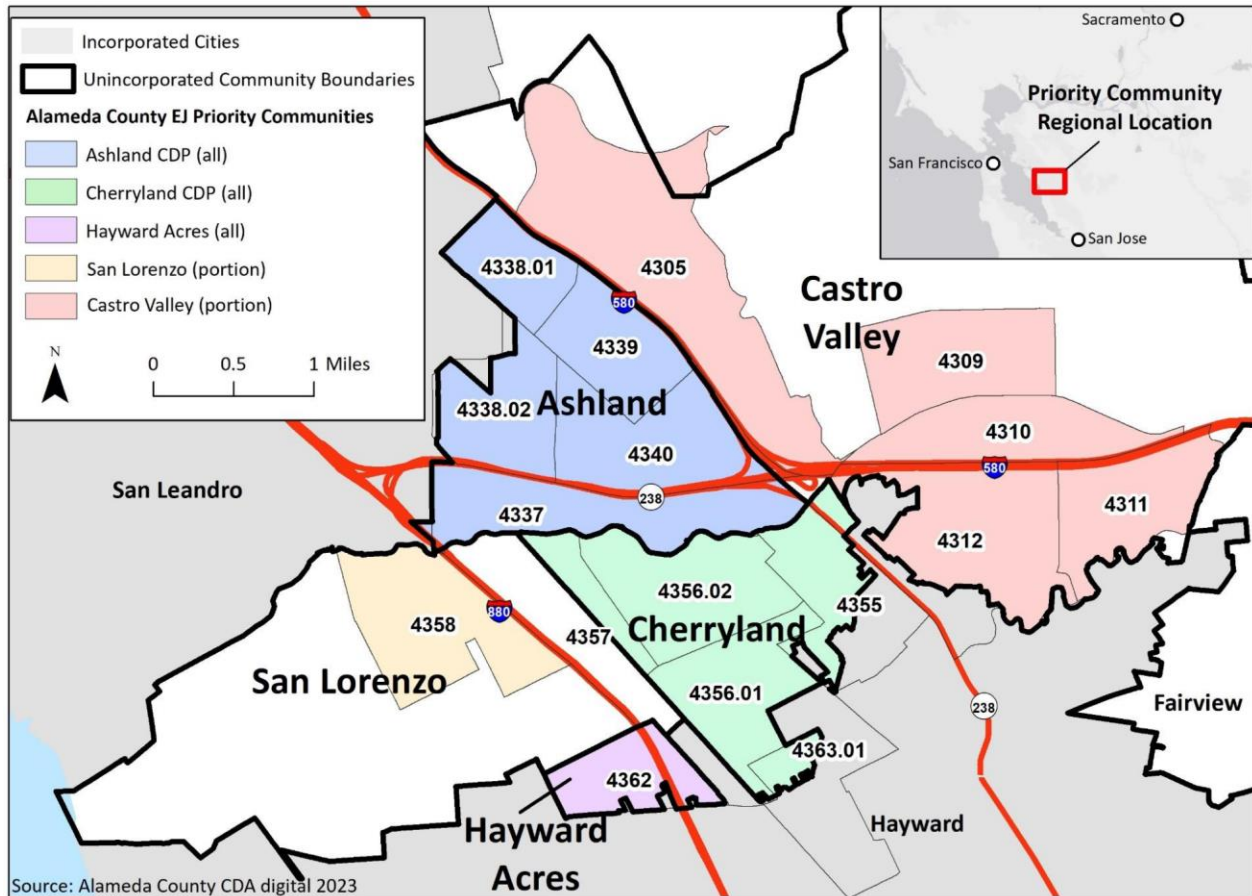 Incorporated Cities
Unincorporated Community Boundaries
Alameda County EJ Priority Communities
Ashland CDP (all)
Cherryland CDP (all)
Hayward Acres (all)
San Lorenzo (portion)
Castro Valley (portion)
N
0 0.5 1 Miles
Sacramento
Priority Community
Regional Location
San Francisco
San Jose
4338.01
4305
580
Castro
Valley
4339
4309
4338.02
Ashland
4340
4310
580
San Leandro
238
4337
4311
4312
4356.02
4355
880
4358
4357
Cherryland
San Lorenzo
4356.01
238
Fairview
4363.01
4362
Hayward
Acres
Hayward
Source: Alameda County CDA digital 2023